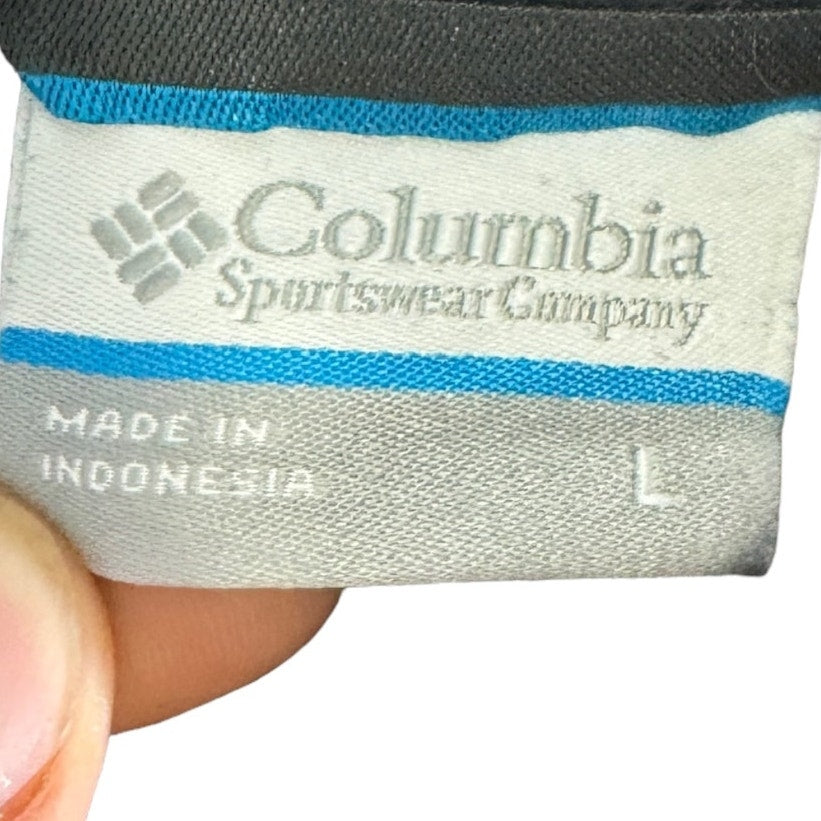 Columbia
Sportswear Company
MADE IN
INDONESIA
L